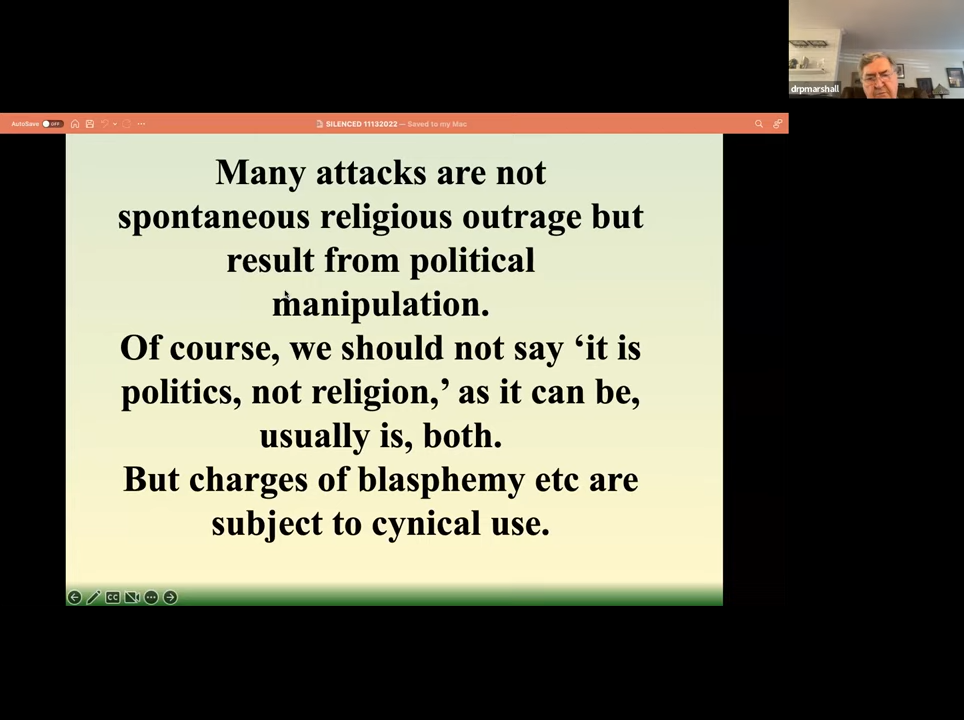 drpmarshall
AutoSave OFF
SILENCED 11132022 — Saved to my Mac
Many attacks are not
spontaneous religious outrage but
result from political
manipulation.
Of course, we should not say ‘it is
politics, not religion,’ as it can be,
usually is, both.
But charges of blasphemy etc are
subject to cynical use.
CC